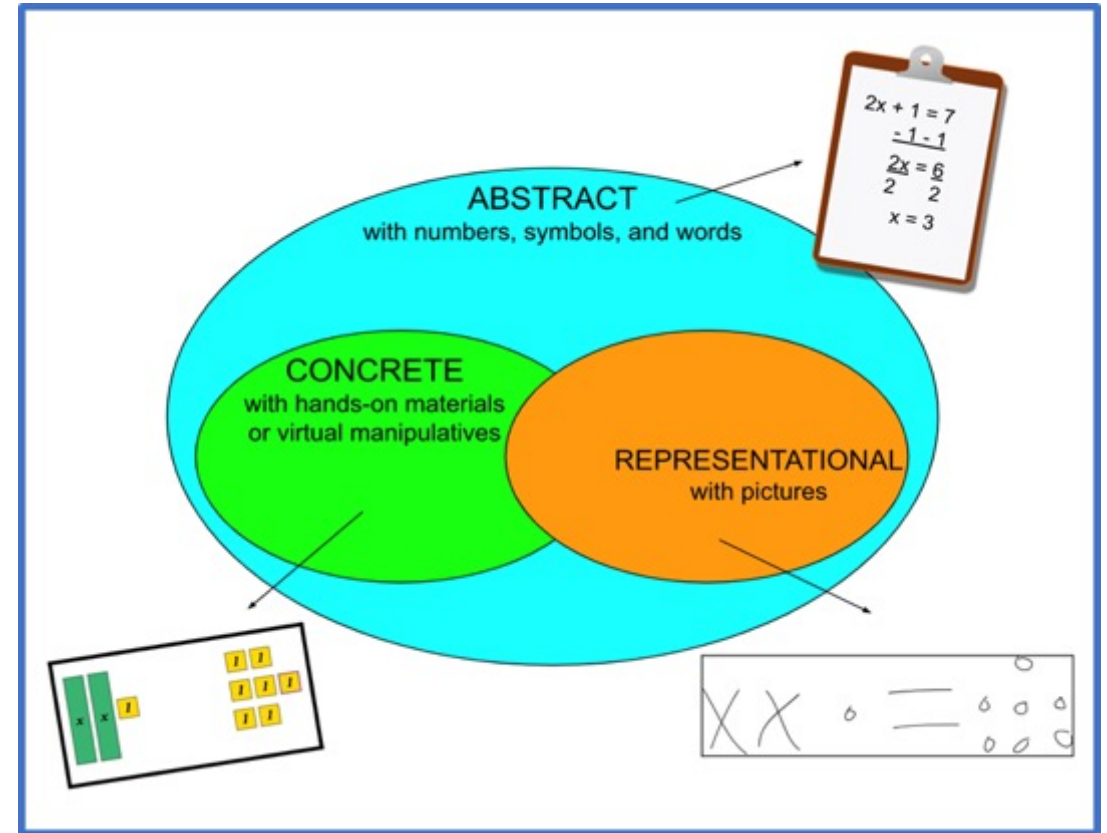 2x + 1 = 7
- 1 - 1
2x = 6
2 2
x = 3
ABSTRACT
with numbers, symbols, and words
CONCRETE
with hands-on materials
or virtual manipulatives
REPRESENTATIONAL
with pictures
x x 1
1 1
1 1 1
1 1
X X =